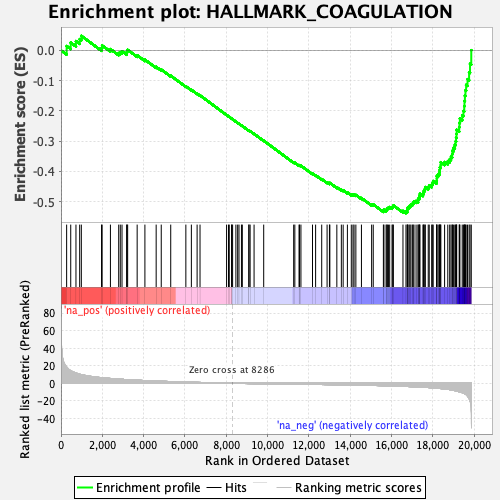 Enrichment plot: HALLMARK_COAGULATION
Enrichment score (ES)
0.0
-0.1
-0.2
-0.3
-0.4
-0.5
'na_pos' (positively correlated)
Ranked list metric (PreRanked)
80
60
40
20
0
-20
-40
Zero cross at 8286
'na_neg' (negatively correlated)
0
2,000
4,000
6,000
8,000
10,000
12,000
14,000
16,000
18,000
20,000
Rank in Ordered Dataset
Enrichment profile
Hits
Ranking metric scores